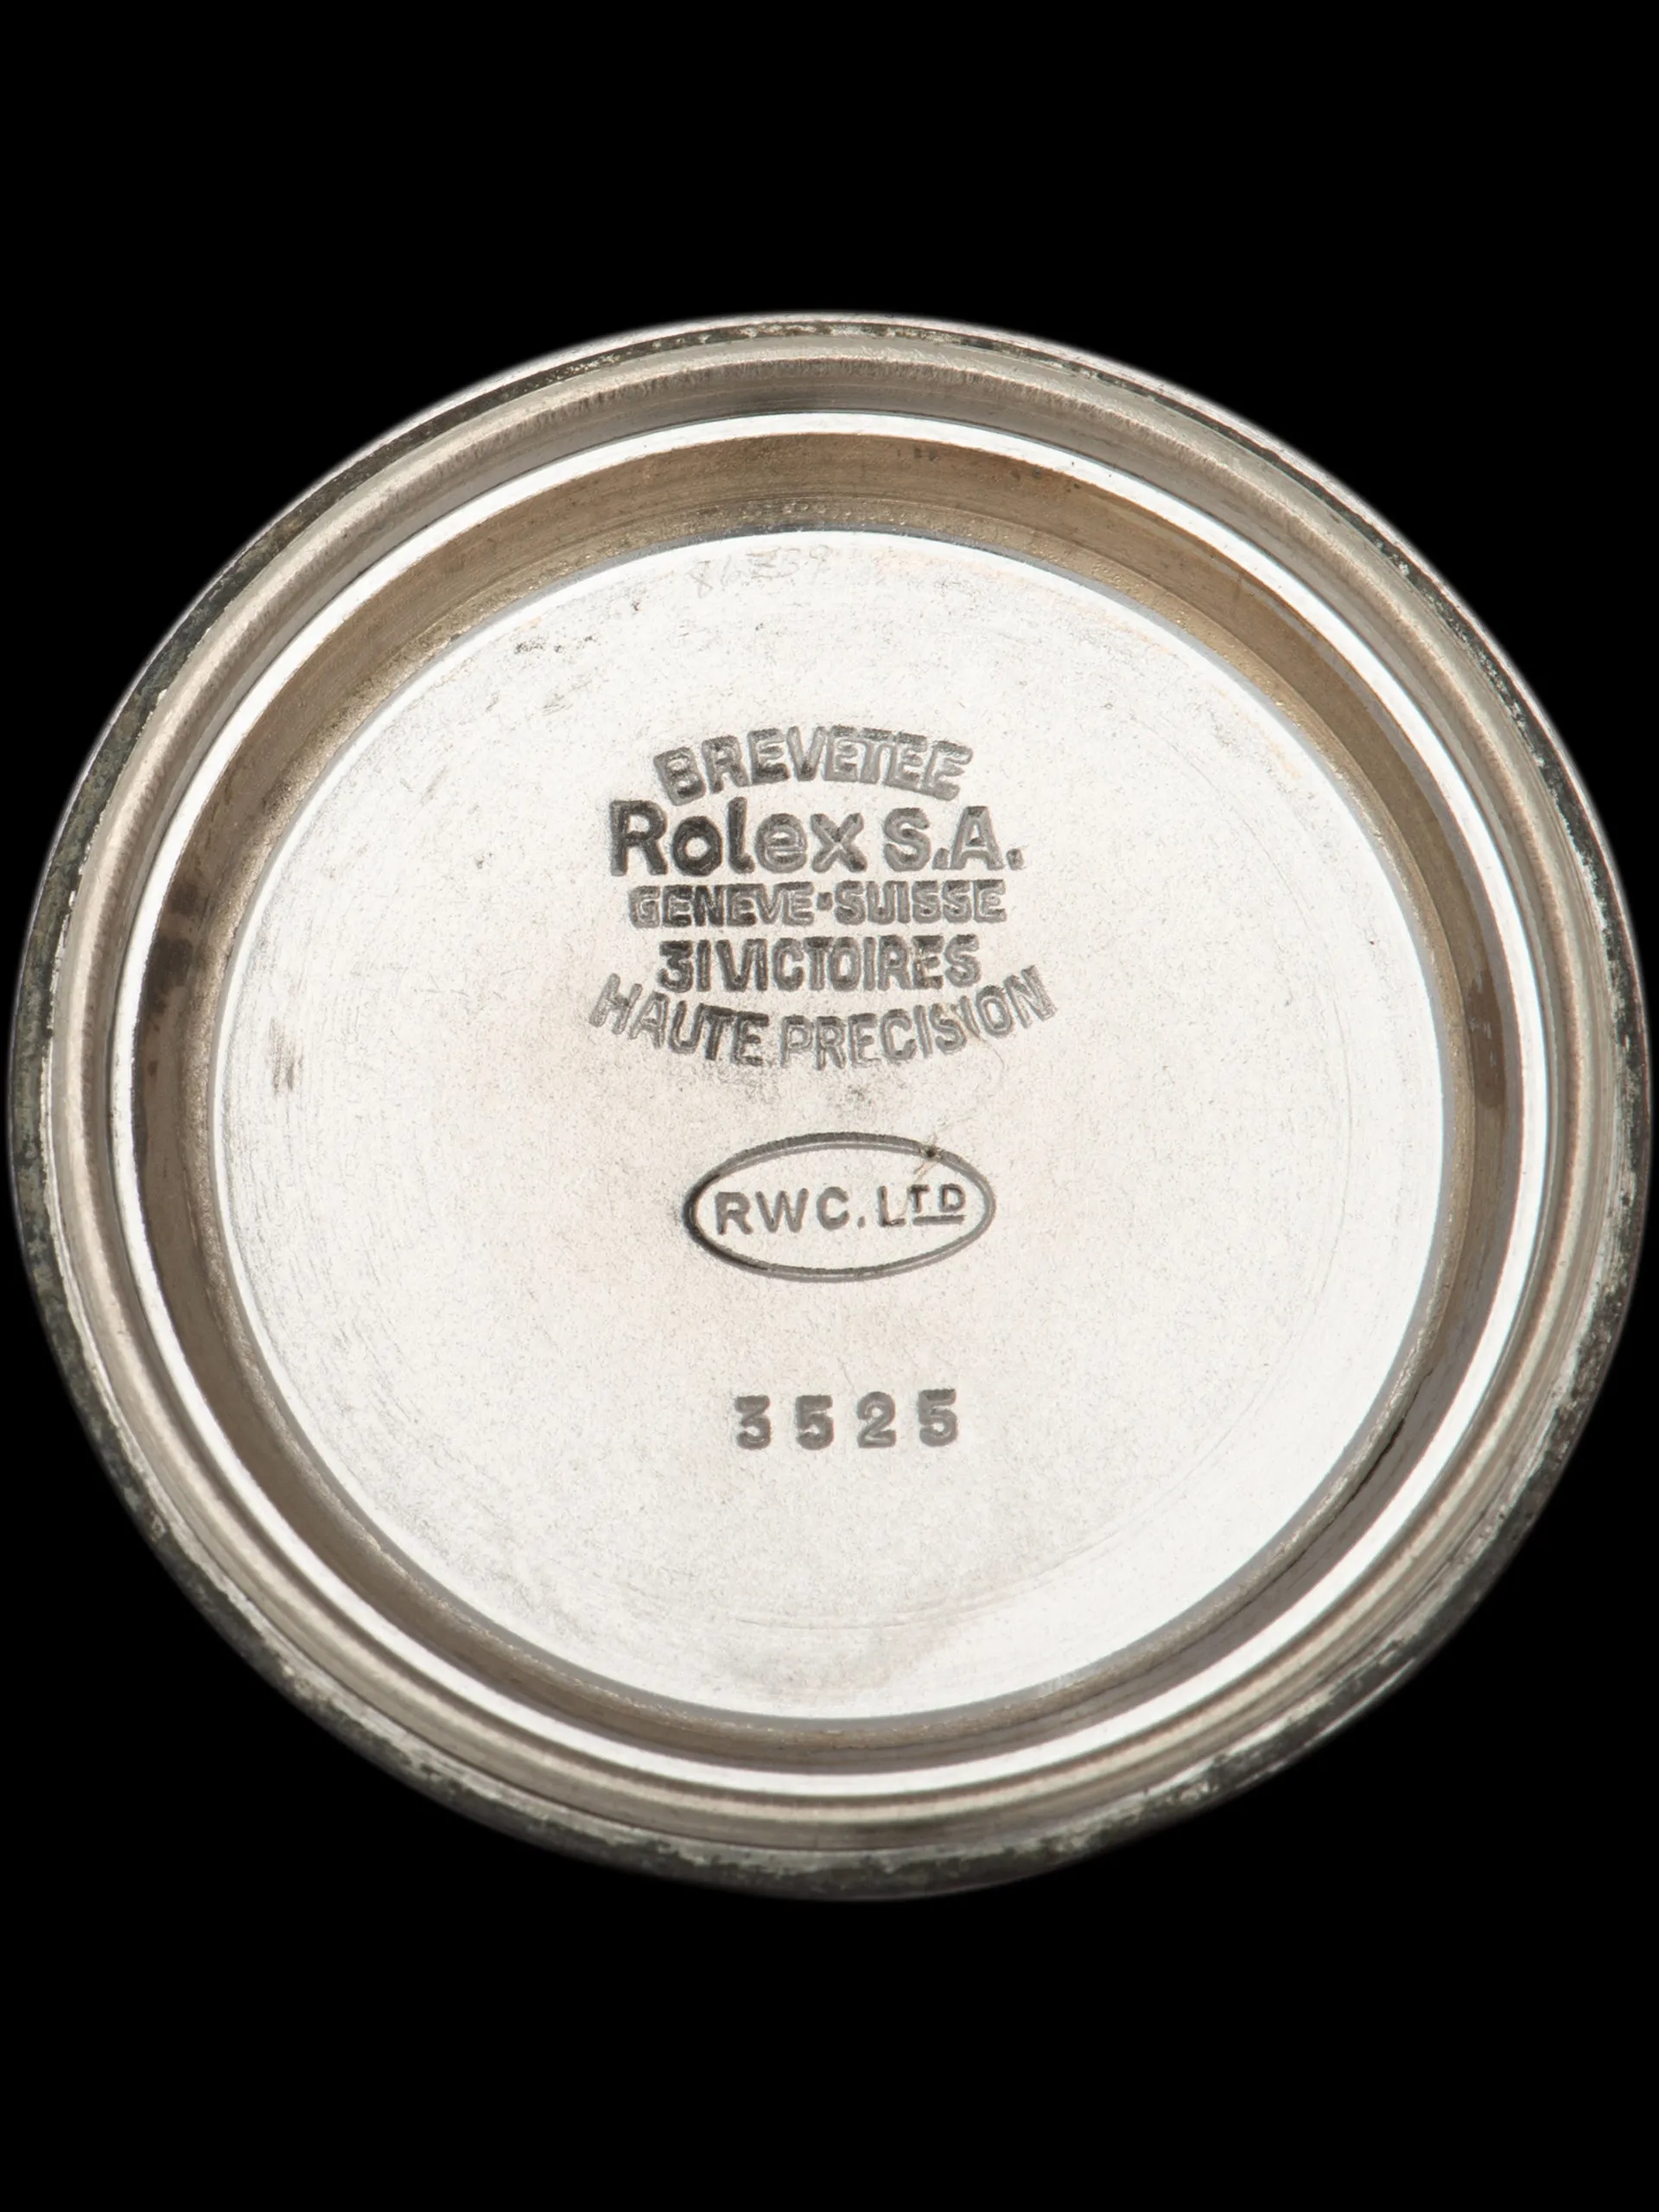 BREVETEE
Rolex S.A.
GENEVE·SUISSE
31 VICTOIRES
HAUTE PRECISION
RWC. LTD
3525